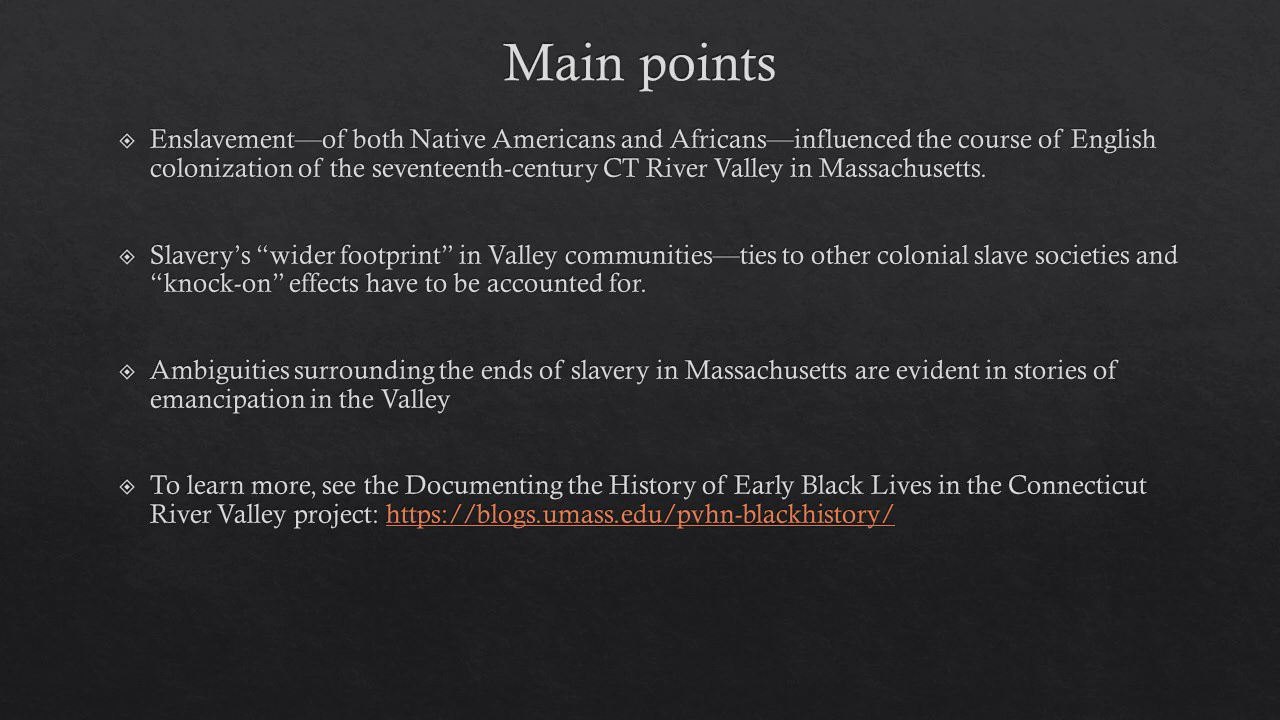 Main points
Enslavement—of both Native Americans and Africans—influenced the course of English
colonization of the seventeenth-century CT River Valley in Massachusetts.
Slavery’s “wider footprint” in Valley communities—ties to other colonial slave societies and
“knock-on” effects have to be accounted for.
Ambiguities surrounding the ends of slavery in Massachusetts are evident in stories of
emancipation in the Valley
To learn more, see the Documenting the History of Early Black Lives in the Connecticut
River Valley project: https://blogs.umass.edu/pvhn-blackhistory/